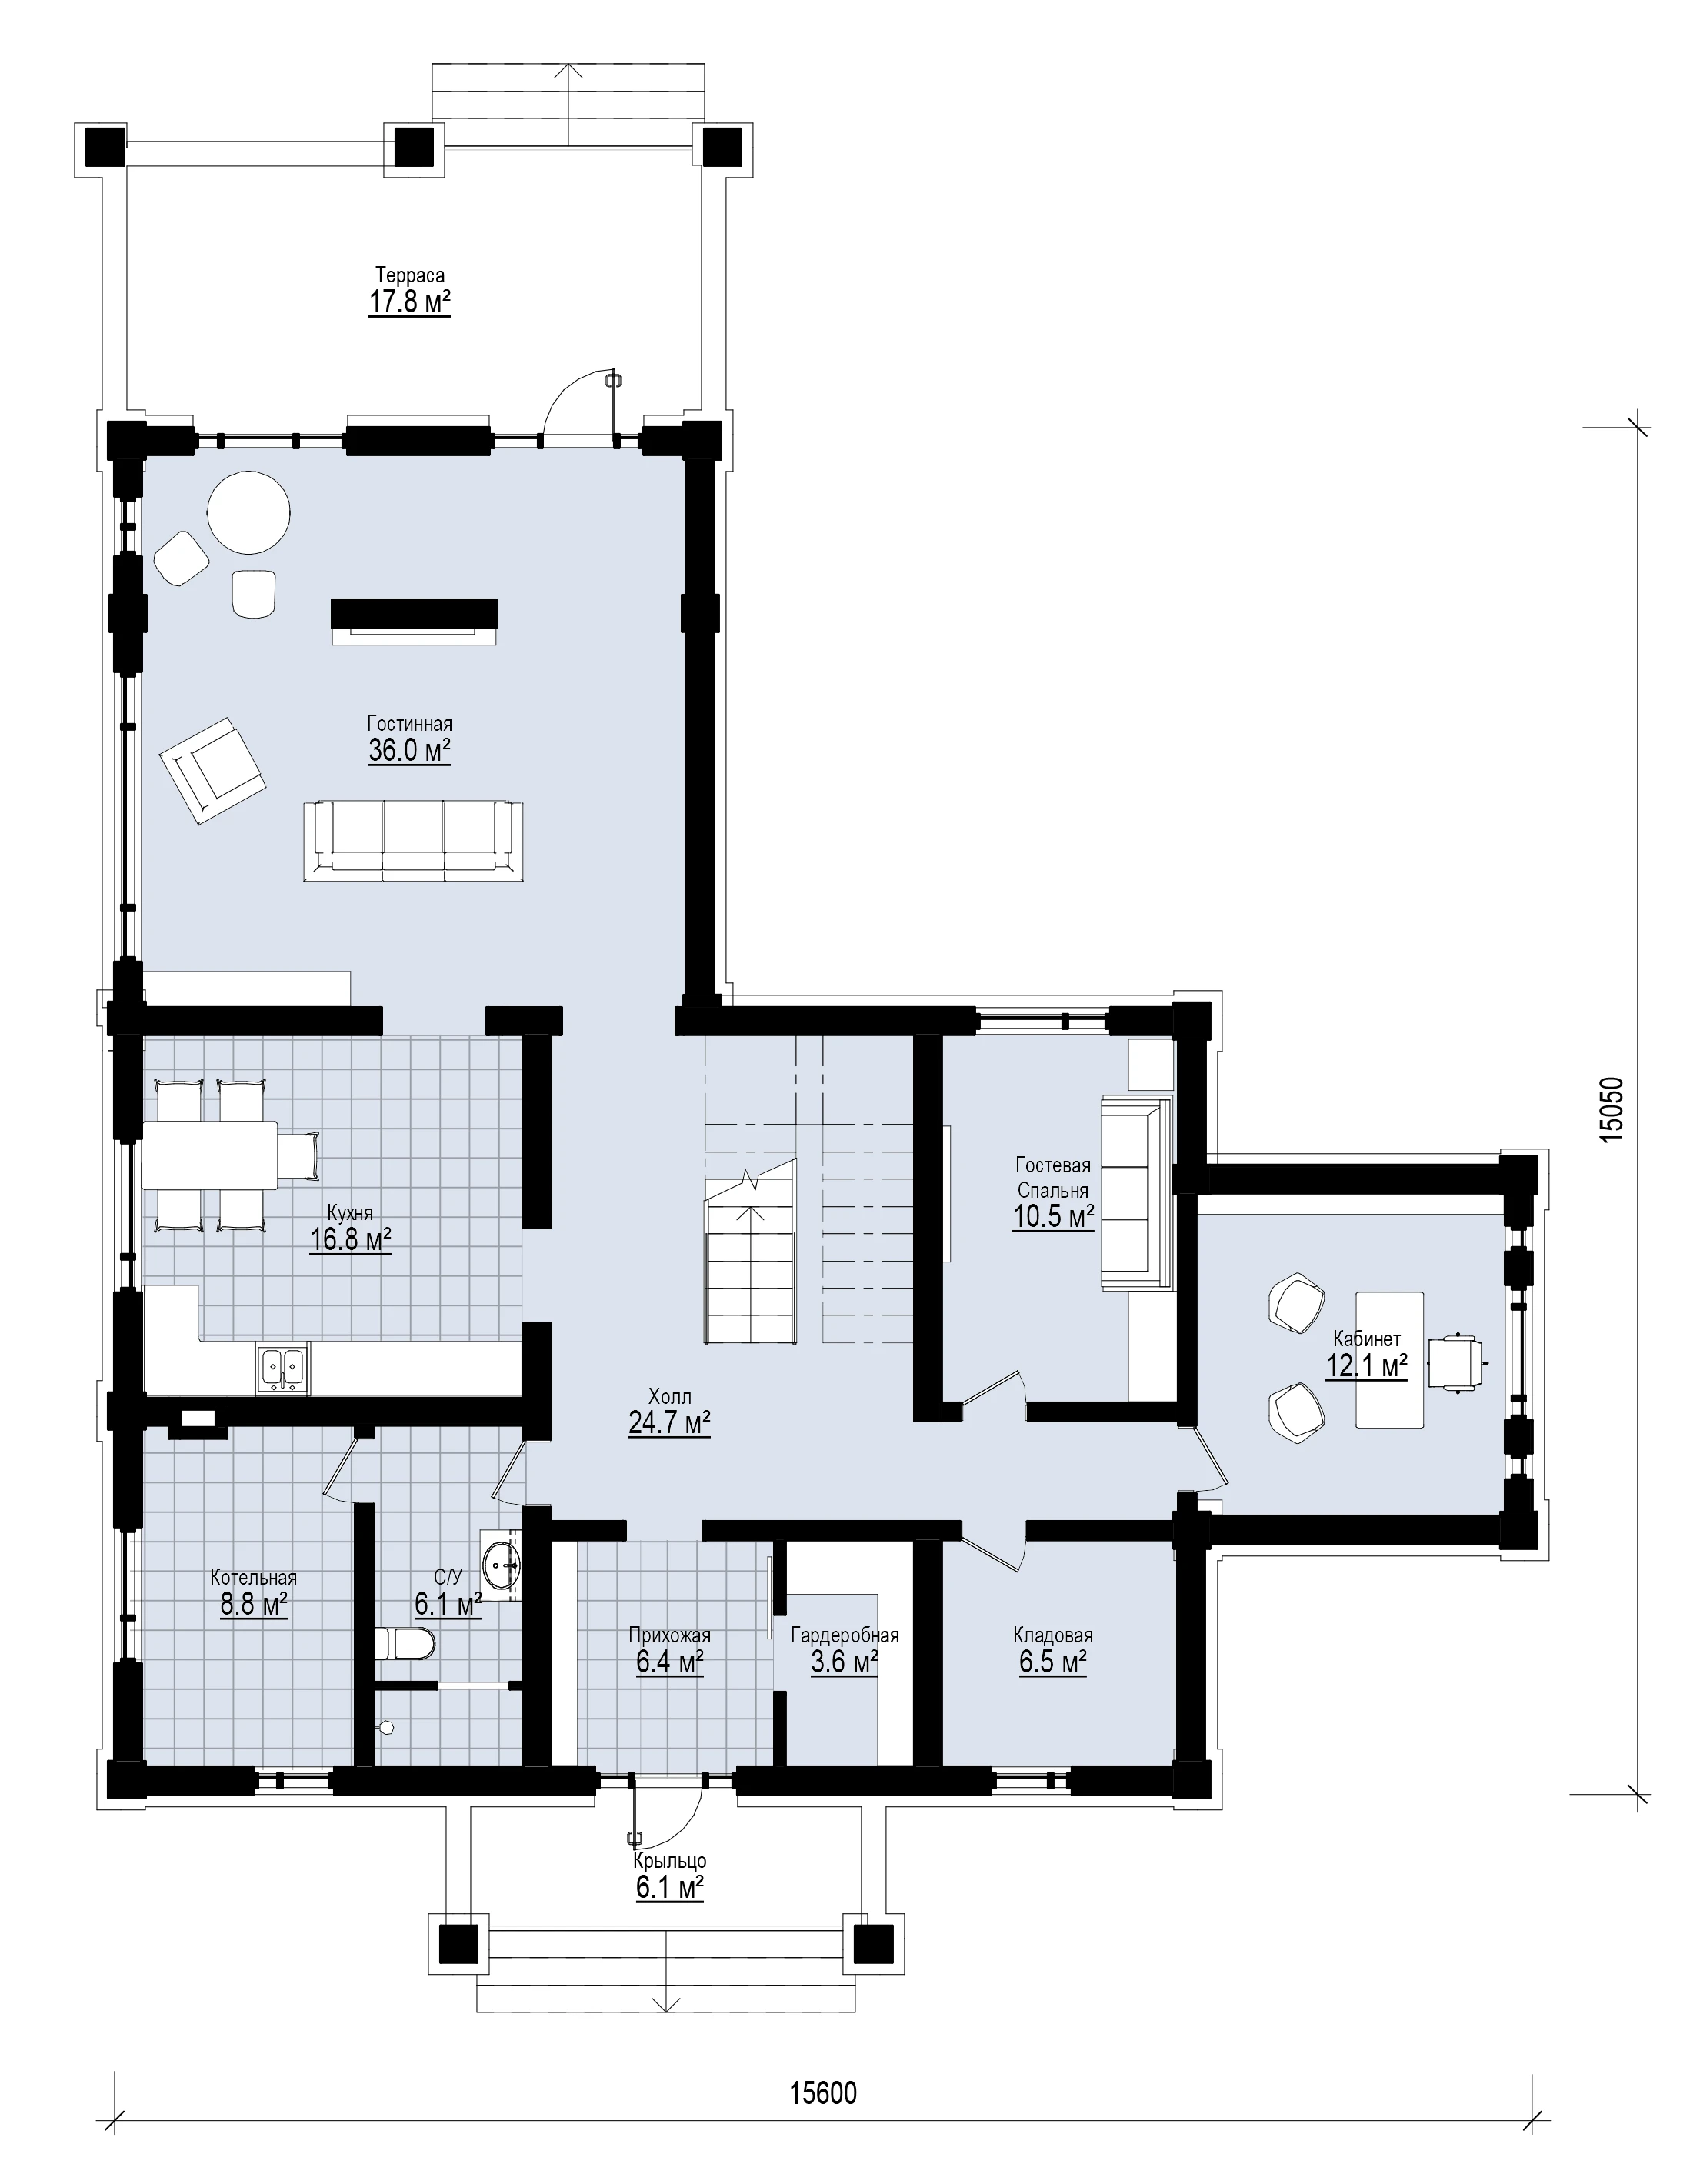 Терраса
17.8 м²
Гостинная
36.0 м²
15050
Гостевая
Спальня
10.5 м²
Кухня
16.8 м²
Кабинет
12.1 м²
Холл
24.7 м²
Котельная
8.8 м²
С/У
6.1 м²
Прихожая
6.4 м²
Гардеробная
3.6 м²
Кладовая
6.5 м²
Крыльцо
6.1 м²
15600